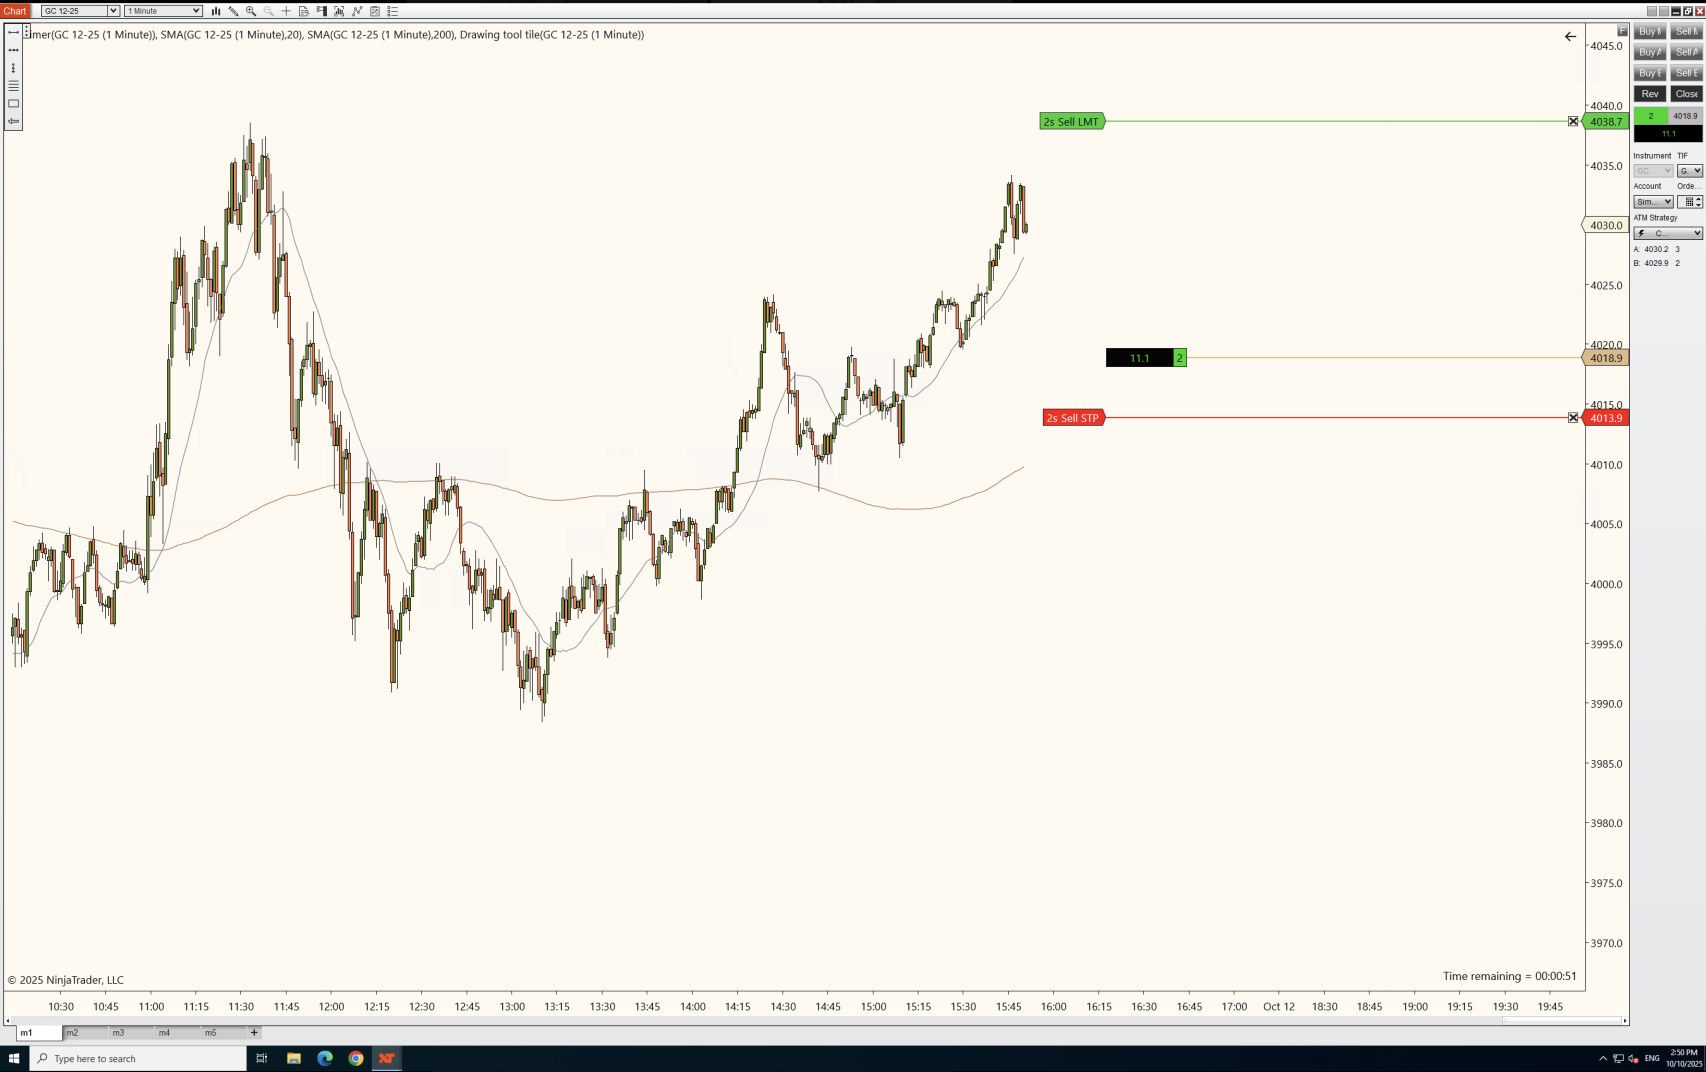 Chart GC 12-25 1 Minute
imer(GC 12-25 (1 Minute)), SMA(GC 12-25 (1 Minute),20), SMA(GC 12-25 (1 Minute),200), Drawing tool tile(GC 12-25 (1 Minute))
F
4045.0
4040.0
2s Sell LMT 4038.7
4035.0
4030.0
4025.0
4020.0
11.1 2 4018.9
4015.0
2s Sell STP 4013.9
4010.0
4005.0
4000.0
3995.0
3990.0
3985.0
3980.0
3975.0
3970.0
Buy M Sell M
Buy A Sell A
Buy B Sell B
Rev Close
2 4018.9
11.1
Instrument TIF
GC... G...
Account Orde...
Sim...
ATM Strategy
C...
A: 4030.2 3
B: 4029.9 2
© 2025 NinjaTrader, LLC
Time remaining = 00:00:51
10:30 10:45 11:00 11:15 11:30 11:45 12:00 12:15 12:30 12:45 13:00 13:15 13:30 13:45 14:00 14:15 14:30 14:45 15:00 15:15 15:30 15:45 16:00 16:15 16:45 17:00 Oct 12 18:30 18:45 19:00 19:15 19:30 19:45
m1 m2 m3 m4 m5 +
Type here to search
ENG
2:50 PM
10/10/2025